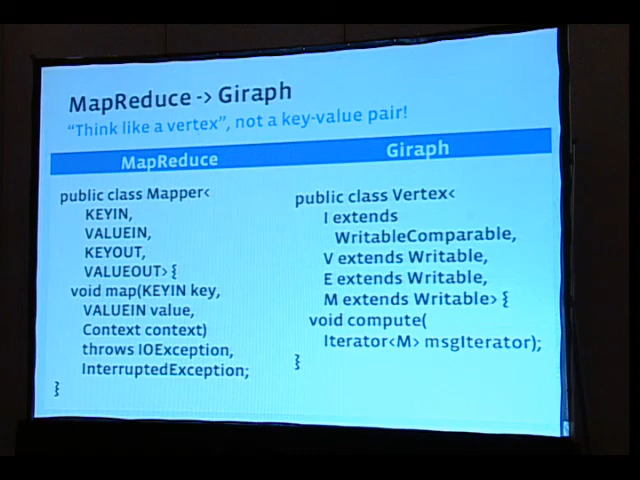 MapReduce -> Giraph
"Think like a vertex", not a key-value pair!
MapReduce
public class Mapper<
KEYIN,
VALUEIN,
KEYOUT,
VALUEOUT> {
void map(KEYIN key,
VALUEIN value,
Context context)
throws IOException,
InterruptedException;
}
Giraph
public class Vertex<
I extends
WritableComparable,
V extends Writable,
E extends Writable,
M extends Writable> {
void compute(
Iterator<M> msgIterator);
}